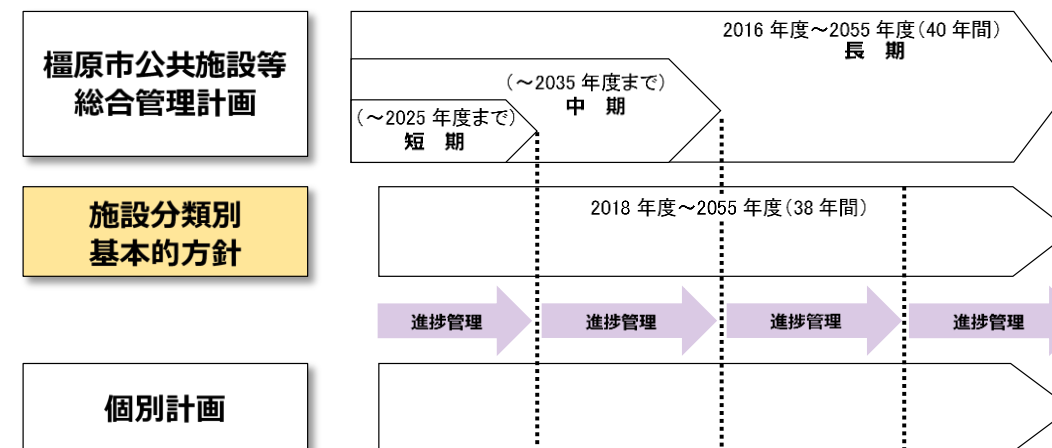 橿原市公共施設等
総合管理計画
2016 年度～2055 年度（40 年間）
長　期
（～2035 年度まで）
中　期
（～2025 年度まで）
短　期
施設分類別
基本的方針
2018 年度～2055 年度（38 年間）
進捗管理
進捗管理
進捗管理
進捗管理
個別計画